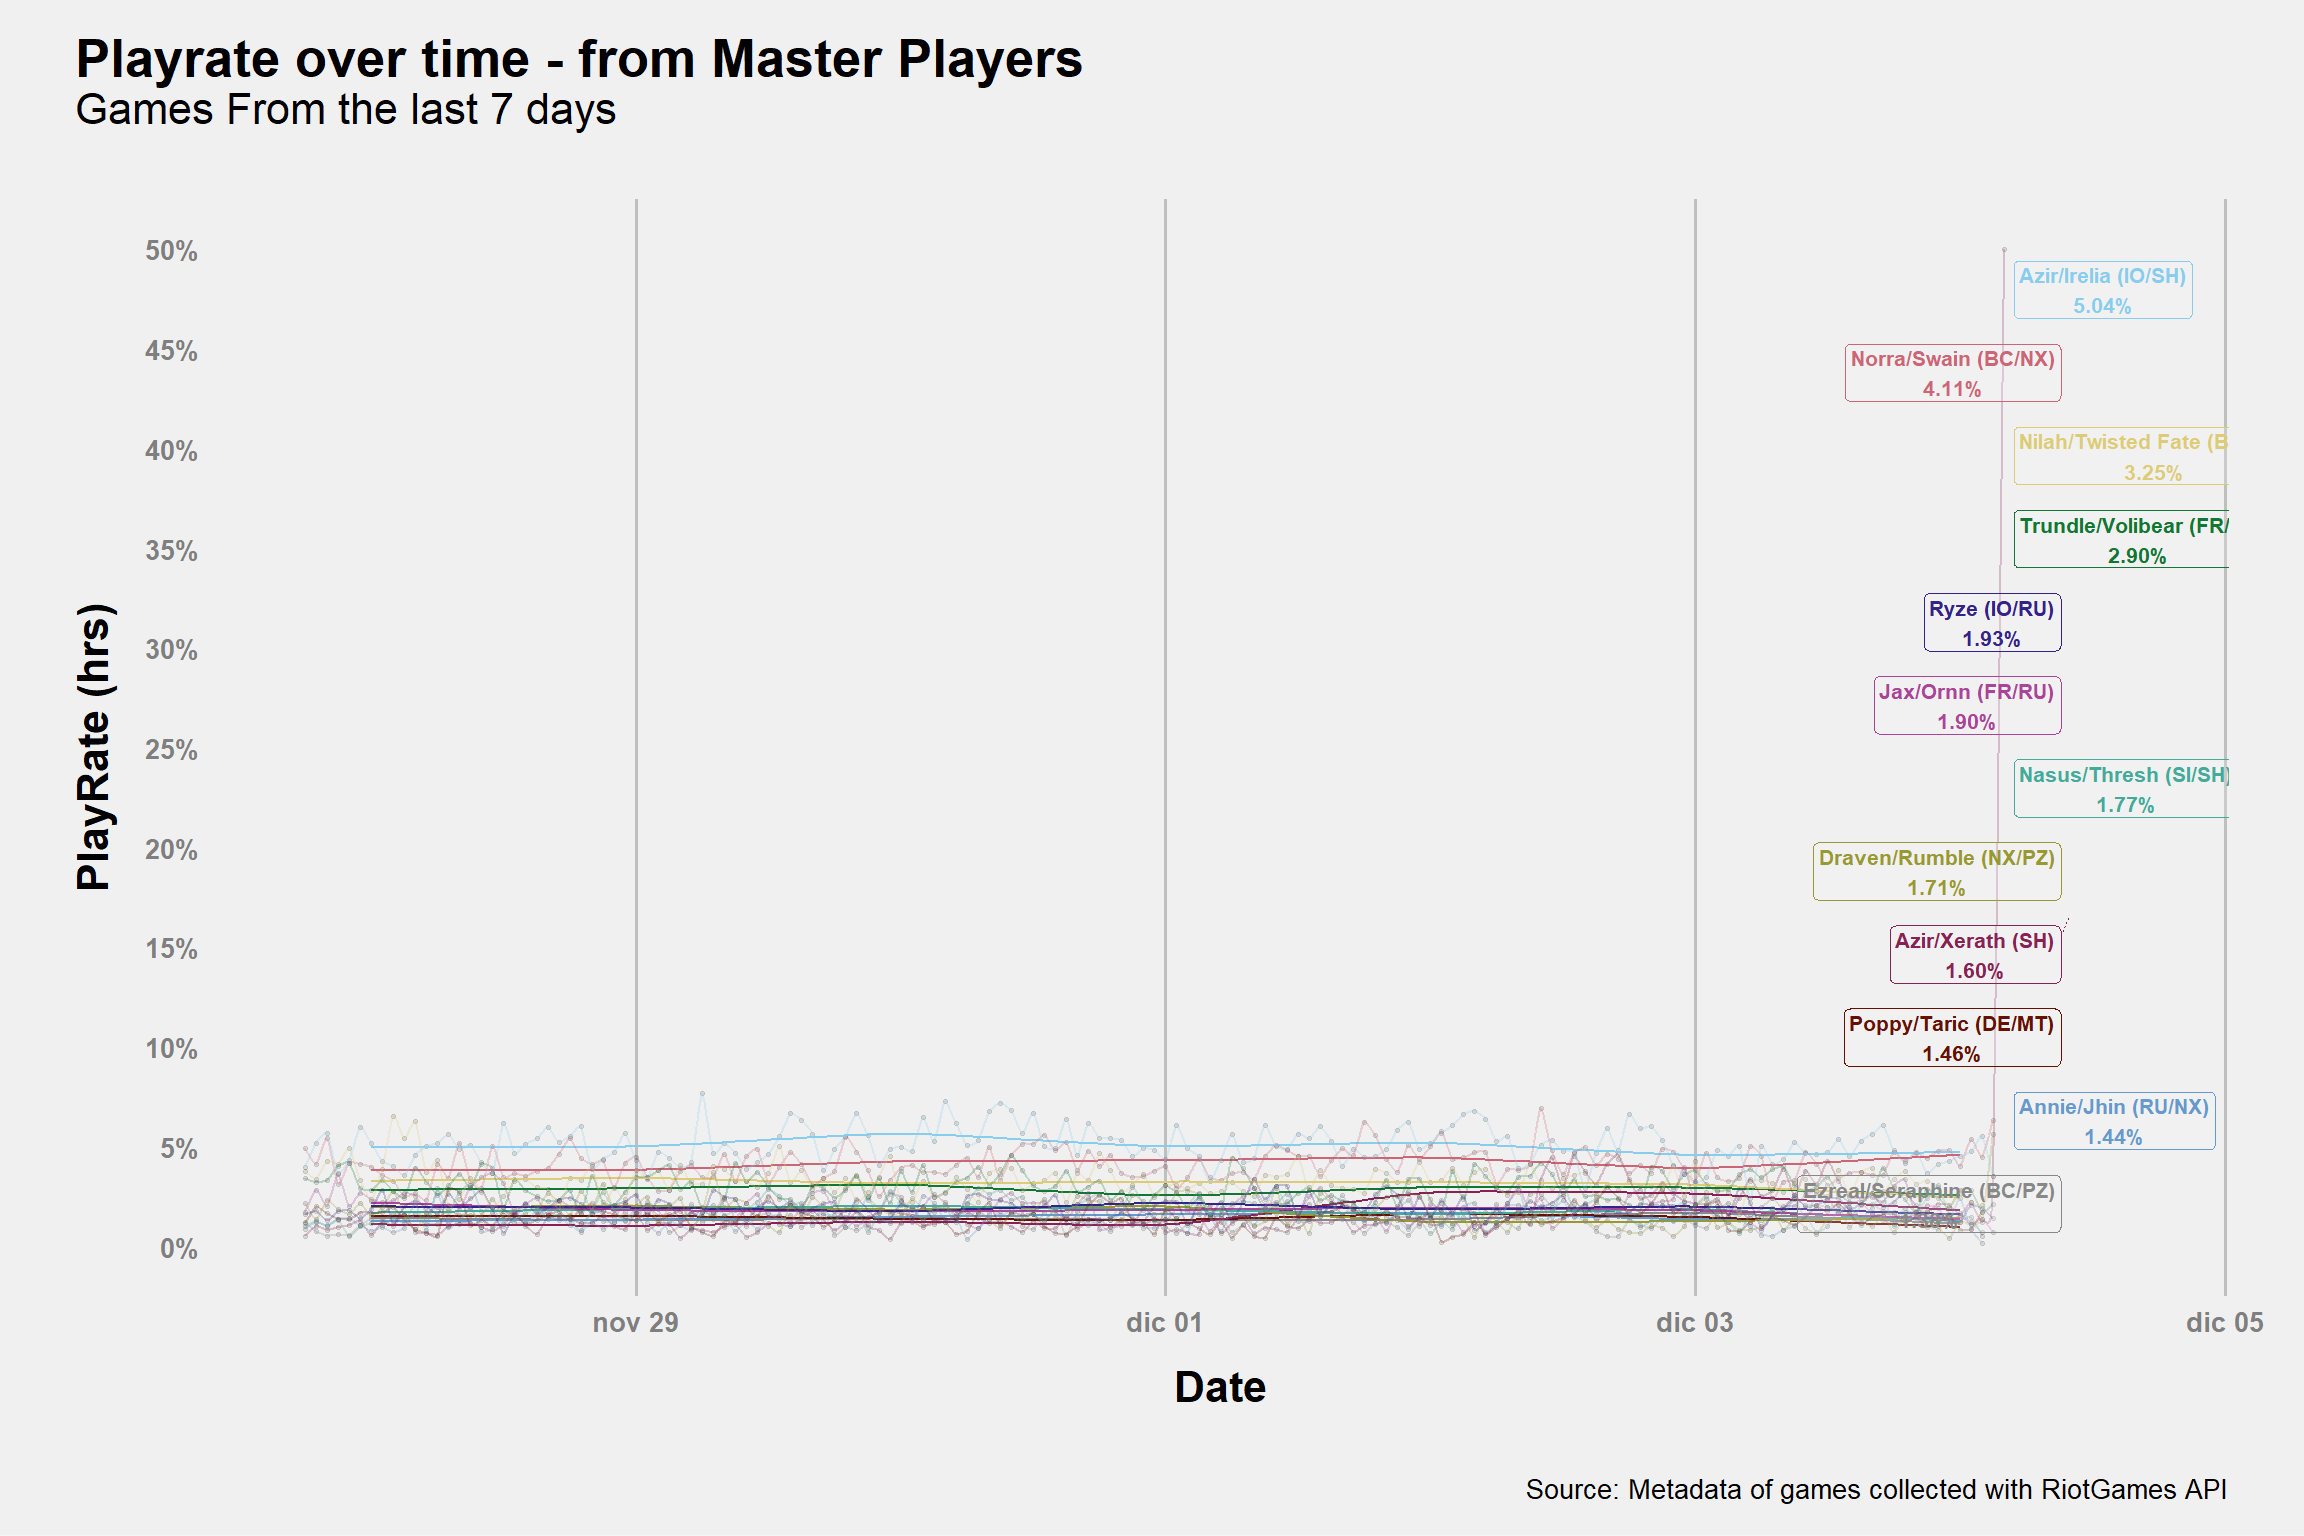 Playrate over time - from Master Players
Games From the last 7 days
PlayRate (hrs)
50%
45%
40%
35%
30%
25%
20%
15%
10%
5%
0%
Azir/Irelia (IO/SH)
5.04%
Norra/Swain (BC/NX)
4.11%
Nilah/Twisted Fate (B
3.25%
Trundle/Volibear (FR/
2.90%
Ryze (IO/RU)
1.93%
Jax/Ornn (FR/RU)
1.90%
Nasus/Thresh (SI/SH)
1.77%
Draven/Rumble (NX/PZ)
1.71%
Azir/Xerath (SH)
1.60%
Poppy/Taric (DE/MT)
1.46%
Annie/Jhin (RU/NX)
1.44%
Ezreal/Seraphine (BC/PZ)
nov 29
dic 01
dic 03
dic 05
Date
Source: Metadata of games collected with RiotGames API